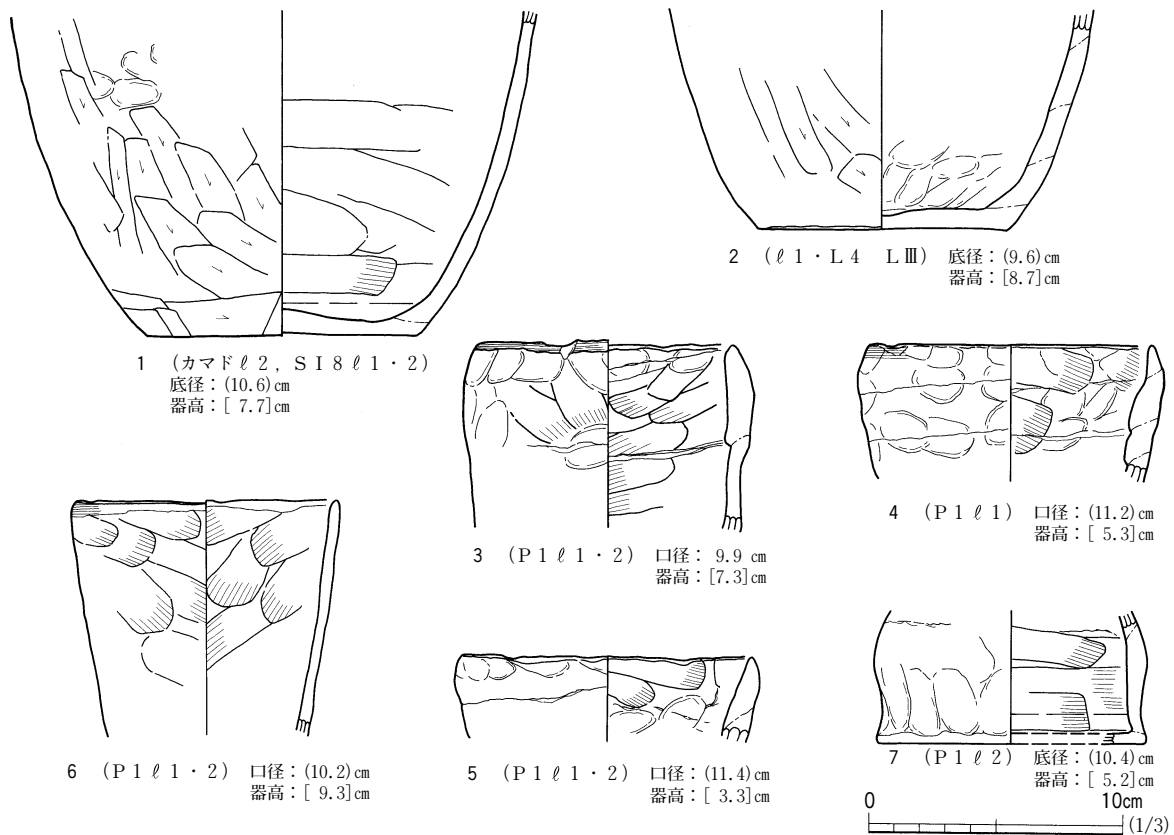 1 (カマドℓ2，SI8ℓ1・2)
底径：(10.6)㎝
器高：[ 7.7]㎝
2 (ℓ1・L4 LⅢ) 底径：(9.6)㎝
器高：[8.7]㎝
3 (P1ℓ1・2) 口径： 9.9 ㎝
器高：[7.3]㎝
4 (P1ℓ1) 口径：(11.2)㎝
器高：[ 5.3]㎝
6 (P1ℓ1・2) 口径：(10.2)㎝
器高：[ 9.3]㎝
5 (P1ℓ1・2) 口径：(11.4)㎝
器高：[ 3.3]㎝
7 (P1ℓ2) 底径：(10.4)㎝
器高：[ 5.2]㎝
0 10㎝
(1/3)